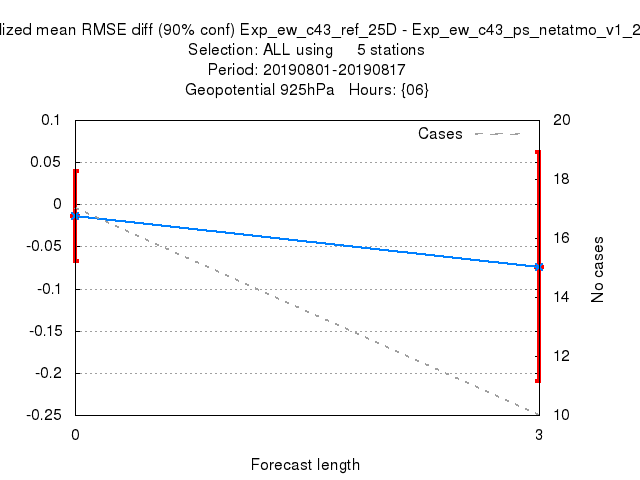 lized mean RMSE diff (90% conf) Exp_ew_c43_ref_25D - Exp_ew_c43_ps_netatmo_v1_2
Selection: ALL using 5 stations
Period: 20190801-20190817
Geopotential 925hPa Hours: {06}
Cases
0.1
0.05
0
-0.05
-0.1
-0.15
-0.2
-0.25
20
18
16
14
12
10
No cases
0 3
Forecast length